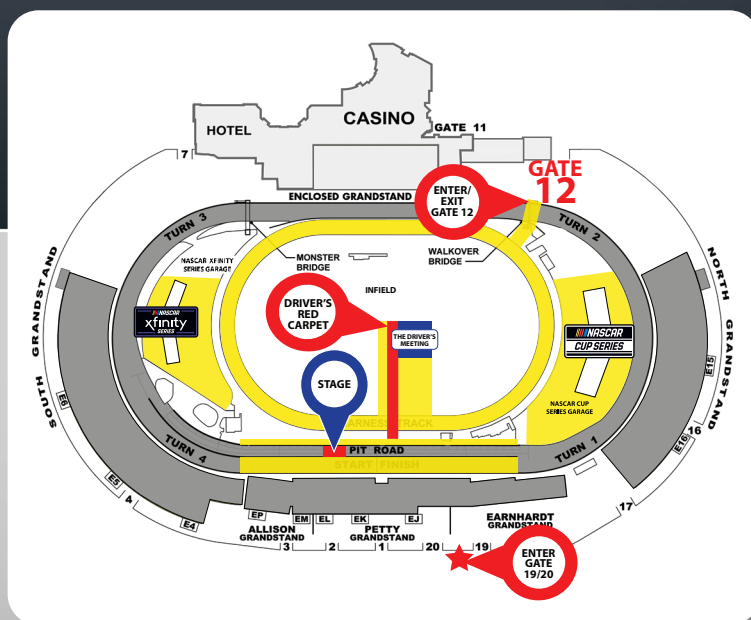 HOTEL
CASINO
GATE 11
7
ENCLOSED GRANDSTAND
ENTER/
EXIT
GATE 12
GATE
12
TURN 3
TURN 2
NASCAR XFINITY
SERIES GARAGE
MONSTER
BRIDGE
WALKOVER
BRIDGE
INFIELD
SOUTH GRANDSTAND
NORTH GRANDSTAND
DRIVER'S
RED
CARPET
THE DRIVER'S
MEETING
NASCAR
xfinity
SERIES
NASCAR
CUP SERIES
STAGE
E15
E6
NASCAR CUP
SERIES GARAGE
HARNESS TRACK
16
E16
TURN 4
PIT ROAD
TURN 1
START FINISH
E5
4
E4
17
EP
EM
EL
EK
EJ
ALLISON
GRANDSTAND
PETTY
GRANDSTAND
EARNHARDT
GRANDSTAND
3
2
1
20
19
ENTER
GATE
19/20